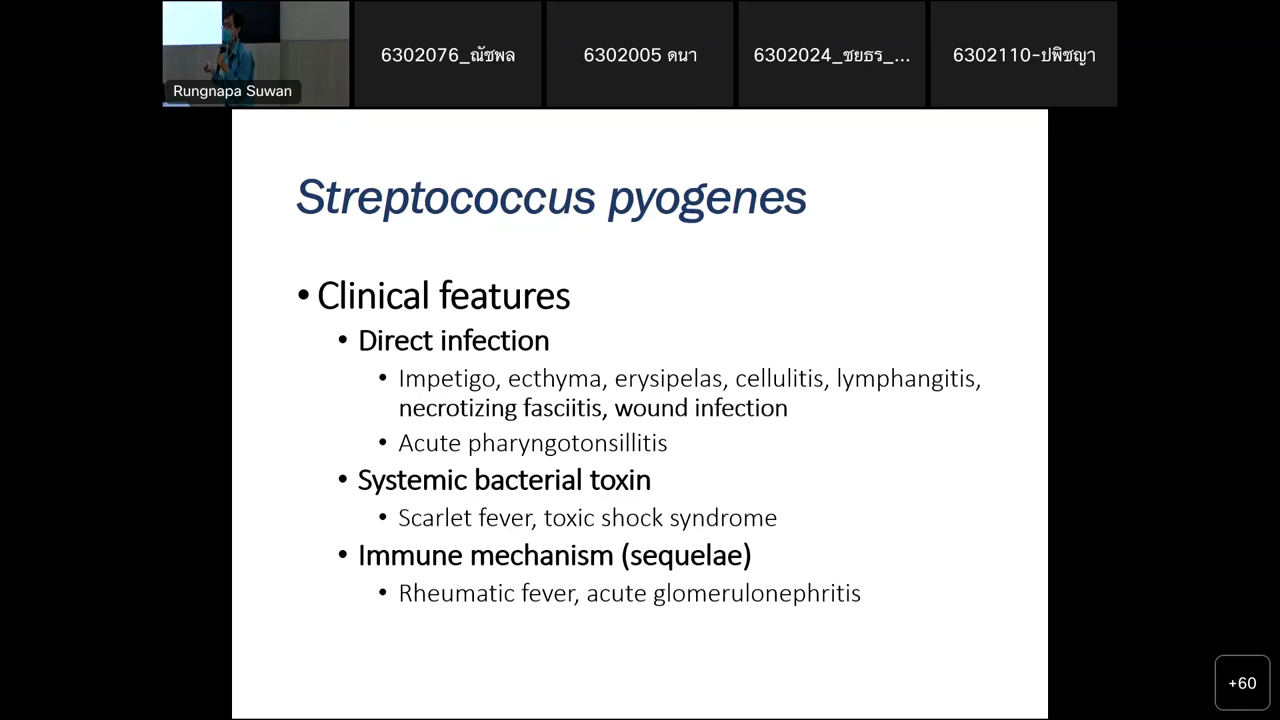 Rungnapa Suwan
6302076_ณัชพล
6302005 ดนา
6302024_ชยธร_...
6302110-ปพิชญา
Streptococcus pyogenes
• Clinical features
• Direct infection
• Impetigo, ecthyma, erysipelas, cellulitis, lymphangitis,
necrotizing fasciitis, wound infection
• Acute pharyngotonsillitis
• Systemic bacterial toxin
• Scarlet fever, toxic shock syndrome
• Immune mechanism (sequelae)
• Rheumatic fever, acute glomerulonephritis
+60